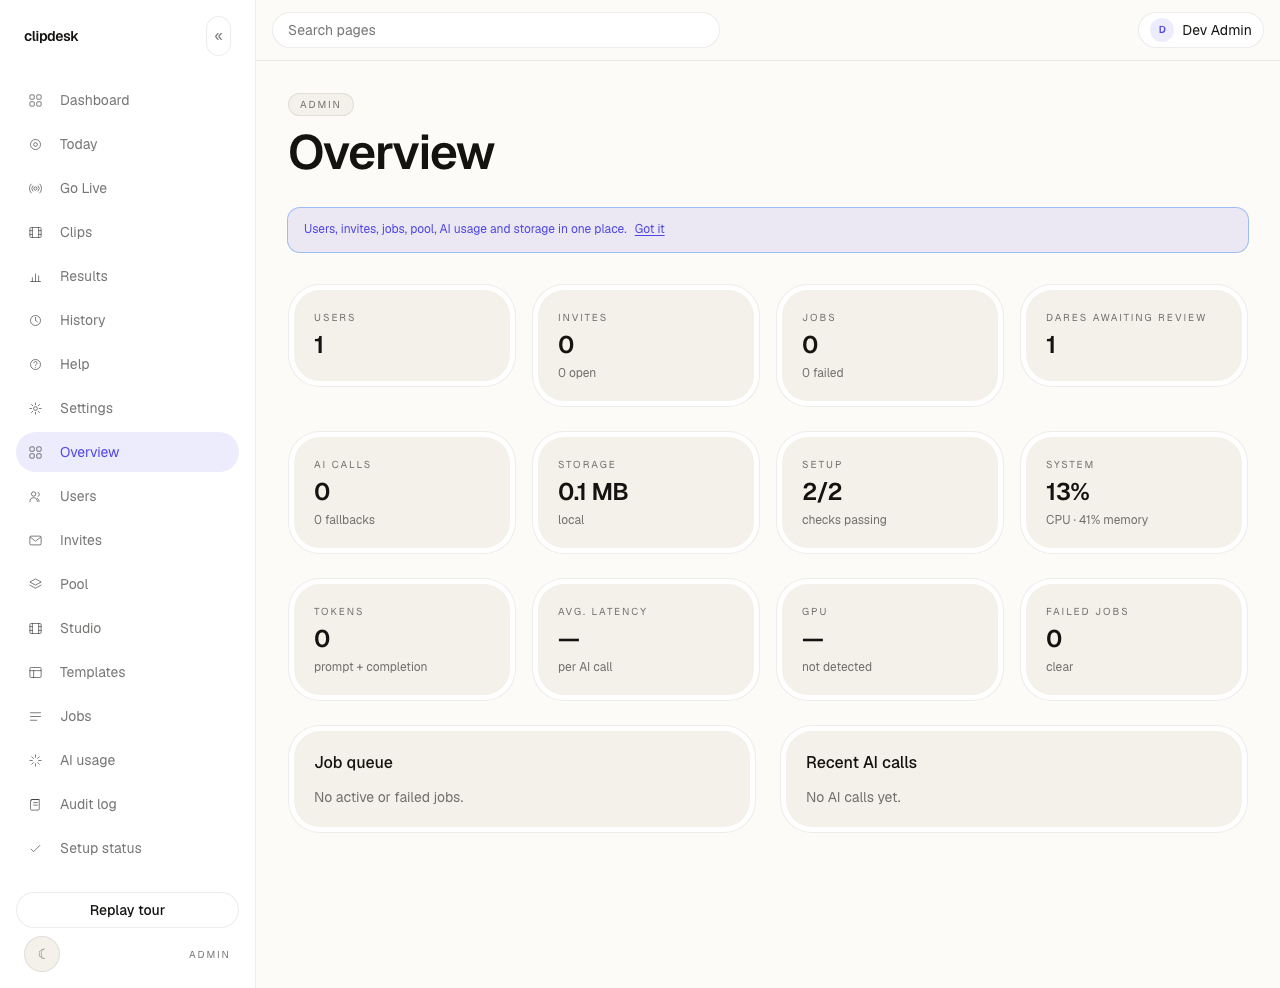 clipdesk
«
Search pages
D
Dev Admin
Dashboard
Today
Go Live
Clips
Results
History
Help
Settings
Overview
Users
Invites
Pool
Studio
Templates
Jobs
AI usage
Audit log
Setup status
Replay tour
ADMIN
ADMIN
Overview
Users, invites, jobs, pool, AI usage and storage in one place. Got it
USERS
1
INVITES
0
0 open
JOBS
0
0 failed
DARES AWAITING REVIEW
1
AI CALLS
0
0 fallbacks
STORAGE
0.1 MB
local
SETUP
2/2
checks passing
SYSTEM
13%
CPU · 41% memory
TOKENS
0
prompt + completion
AVG. LATENCY
—
per AI call
GPU
—
not detected
FAILED JOBS
0
clear
Job queue
No active or failed jobs.
Recent AI calls
No AI calls yet.